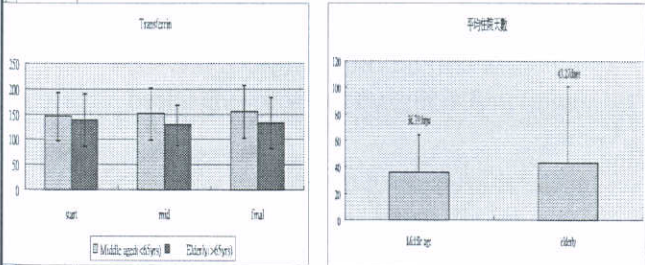 Transferrin
250
200
150
100
50
0
start mid final
Middle aged(<65yrs) Elderly(>65yrs)
平均住院天數
120
100
80
60
40
20
0
Middle age elderly